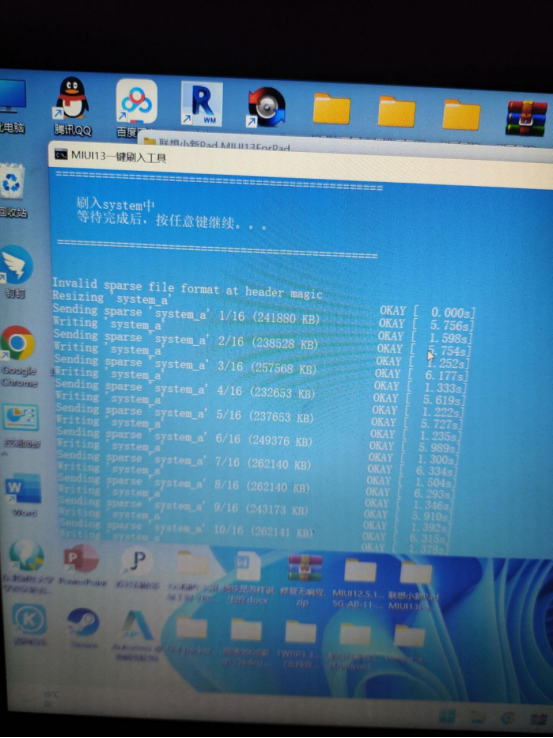 腾讯QQ
百度
R
WM
联想小新Pad MIUI13ForPad
MIUI13一键刷入工具
刷入system中
等待完成后，按任意键继续. . .
Invalid sparse file format at header magic
Resizing 'system_a' OKAY [ 0.000s]
Sending sparse 'system_a' 1/16 (241880 KB) OKAY [ 5.756s]
Writing 'system_a' OKAY [ 1.598s]
Sending sparse 'system_a' 2/16 (238528 KB) OKAY [ 5.754s]
Writing 'system_a' OKAY [ 1.252s]
Sending sparse 'system_a' 3/16 (257568 KB) OKAY [ 6.177s]
Writing 'system_a' OKAY [ 1.333s]
Sending sparse 'system_a' 4/16 (232653 KB) OKAY [ 5.619s]
Writing 'system_a' OKAY [ 1.222s]
Sending sparse 'system_a' 5/16 (237653 KB) OKAY [ 5.727s]
Writing 'system_a' OKAY [ 1.235s]
Sending sparse 'system_a' 6/16 (249376 KB) OKAY [ 5.989s]
Writing 'system_a' OKAY [ 1.300s]
Sending sparse 'system_a' 7/16 (262140 KB) OKAY [ 6.334s]
Writing 'system_a' OKAY [ 1.504s]
Sending sparse 'system_a' 8/16 (262140 KB) OKAY [ 6.293s]
Writing 'system_a' OKAY [ 1.346s]
Sending sparse 'system_a' 9/16 (243173 KB) OKAY [ 5.910s]
Writing 'system_a' OKAY [ 1.392s]
Sending sparse 'system_a' 10/16 (262141 KB) OKAY [ 6.315s]
Writing 'system_a' OKAY [ 1.378s]
电脑
回收站
钉钉
Google
Chrome
W
Word
P
PowerPoint
MIUI12.5.1...
联想小新Pad
.docx
zip
K
Steam